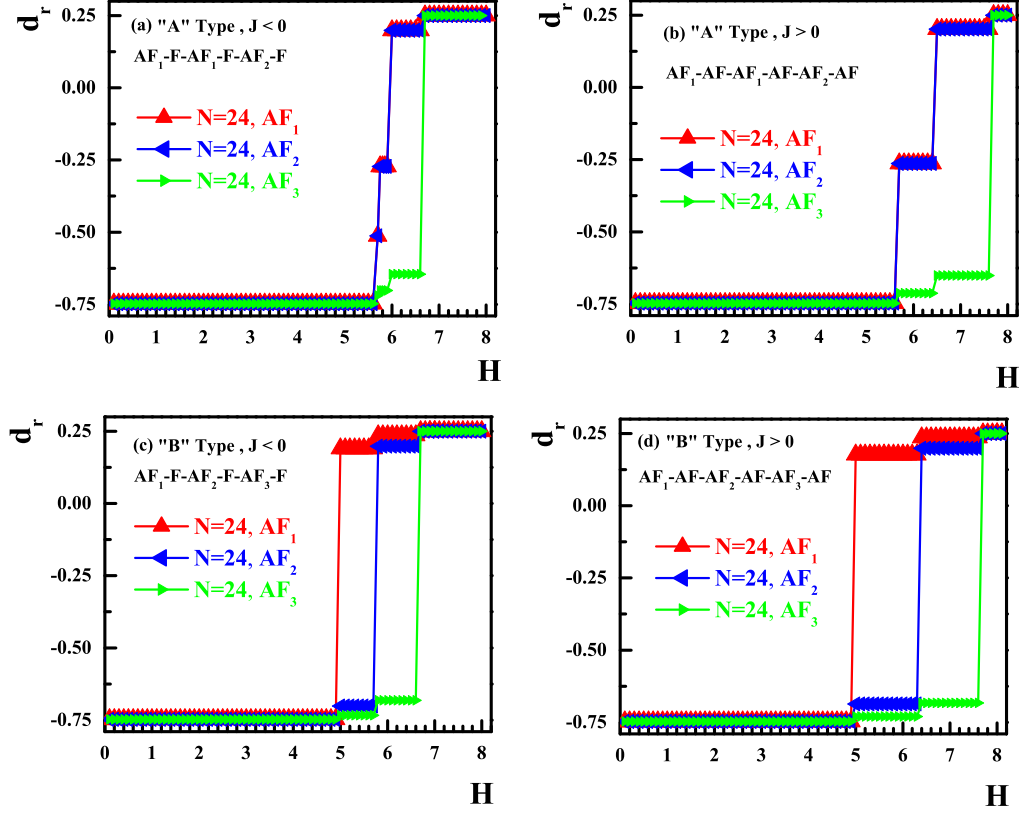 d_r
0.25
0.00
-0.25
-0.50
-0.75
(a) "A" Type , J < 0
AF_1-F-AF_1-F-AF_2-F
N=24, AF_1
N=24, AF_2
N=24, AF_3
0 1 2 3 4 5 6 7 8
H
d_r
0.25
0.00
-0.25
-0.50
-0.75
(b) "A" Type , J > 0
AF_1-AF-AF_1-AF-AF_2-AF
N=24, AF_1
N=24, AF_2
N=24, AF_3
0 1 2 3 4 5 6 7 8
H
d_r
0.25
0.00
-0.25
-0.50
-0.75
(c) "B" Type , J < 0
AF_1-F-AF_2-F-AF_3-F
N=24, AF_1
N=24, AF_2
N=24, AF_3
0 1 2 3 4 5 6 7 8
H
d_r
0.25
0.00
-0.25
-0.50
-0.75
(d) "B" Type , J > 0
AF_1-AF-AF_2-AF-AF_3-AF
N=24, AF_1
N=24, AF_2
N=24, AF_3
0 1 2 3 4 5 6 7 8
H